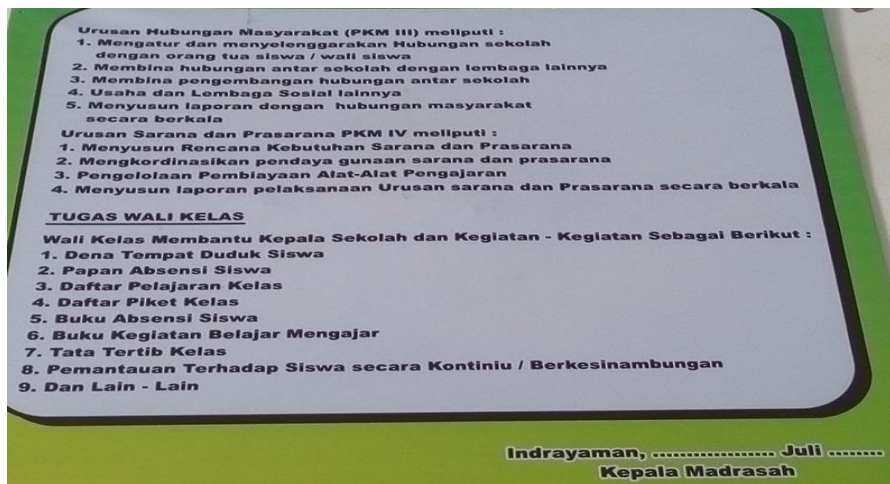 Urusan Hubungan Masyarakat (PKM III) meliputi :
1. Mengatur dan menyelenggarakan Hubungan sekolah
dengan orang tua siswa / wali siswa
2. Membina hubungan antar sekolah dengan lembaga lainnya
3. Membina pengembangan hubungan antar sekolah
4. Usaha dan Lembaga Sosial lainnya
5. Menyusun laporan dengan hubungan masyarakat
secara berkala
Urusan Sarana dan Prasarana PKM IV meliputi :
1. Menyusun Rencana Kebutuhan Sarana dan Prasarana
2. Mengkordinasikan pendaya gunaan sarana dan prasarana
3. Pengelolaan Pembiayaan Alat-Alat Pengajaran
4. Menyusun laporan pelaksanaan Urusan sarana dan Prasarana secara berkala
TUGAS WALI KELAS
Wali Kelas Membantu Kepala Sekolah dan Kegiatan - Kegiatan Sebagai Berikut :
1. Dena Tempat Duduk Siswa
2. Papan Absensi Siswa
3. Daftar Pelajaran Kelas
4. Daftar Piket Kelas
5. Buku Absensi Siswa
6. Buku Kegiatan Belajar Mengajar
7. Tata Tertib Kelas
8. Pemantauan Terhadap Siswa secara Kontiniu / Berkesinambungan
9. Dan Lain - Lain
Indrayaman, .................. Juli ........
Kepala Madrasah